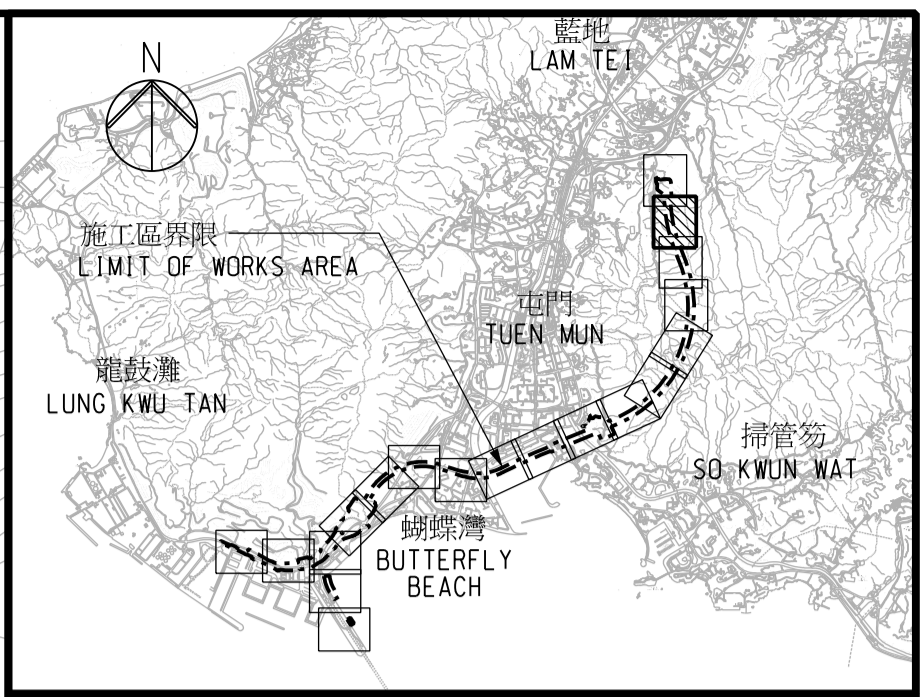 藍地
LAM TEI
N
施工區界限
LIMIT OF WORKS AREA
屯門
TUEN MUN
龍鼓灘
LUNG KWU TAN
掃管笏
SO KWUN WAT
蝴蝶灣
BUTTERFLY
BEACH